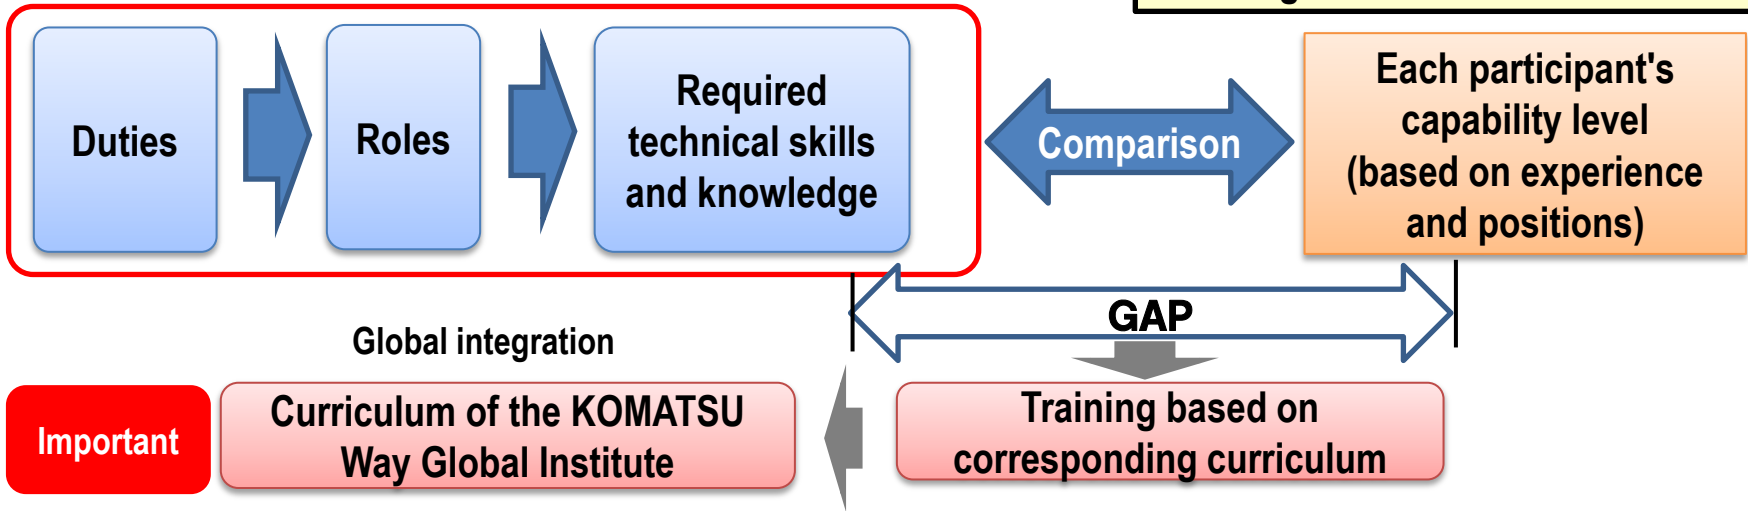 Duties
Roles
Required
technical skills
and knowledge
Comparison
Each participant's
capability level
(based on experience
and positions)
GAP
Global integration
Important
Curriculum of the KOMATSU
Way Global Institute
Training based on
corresponding curriculum